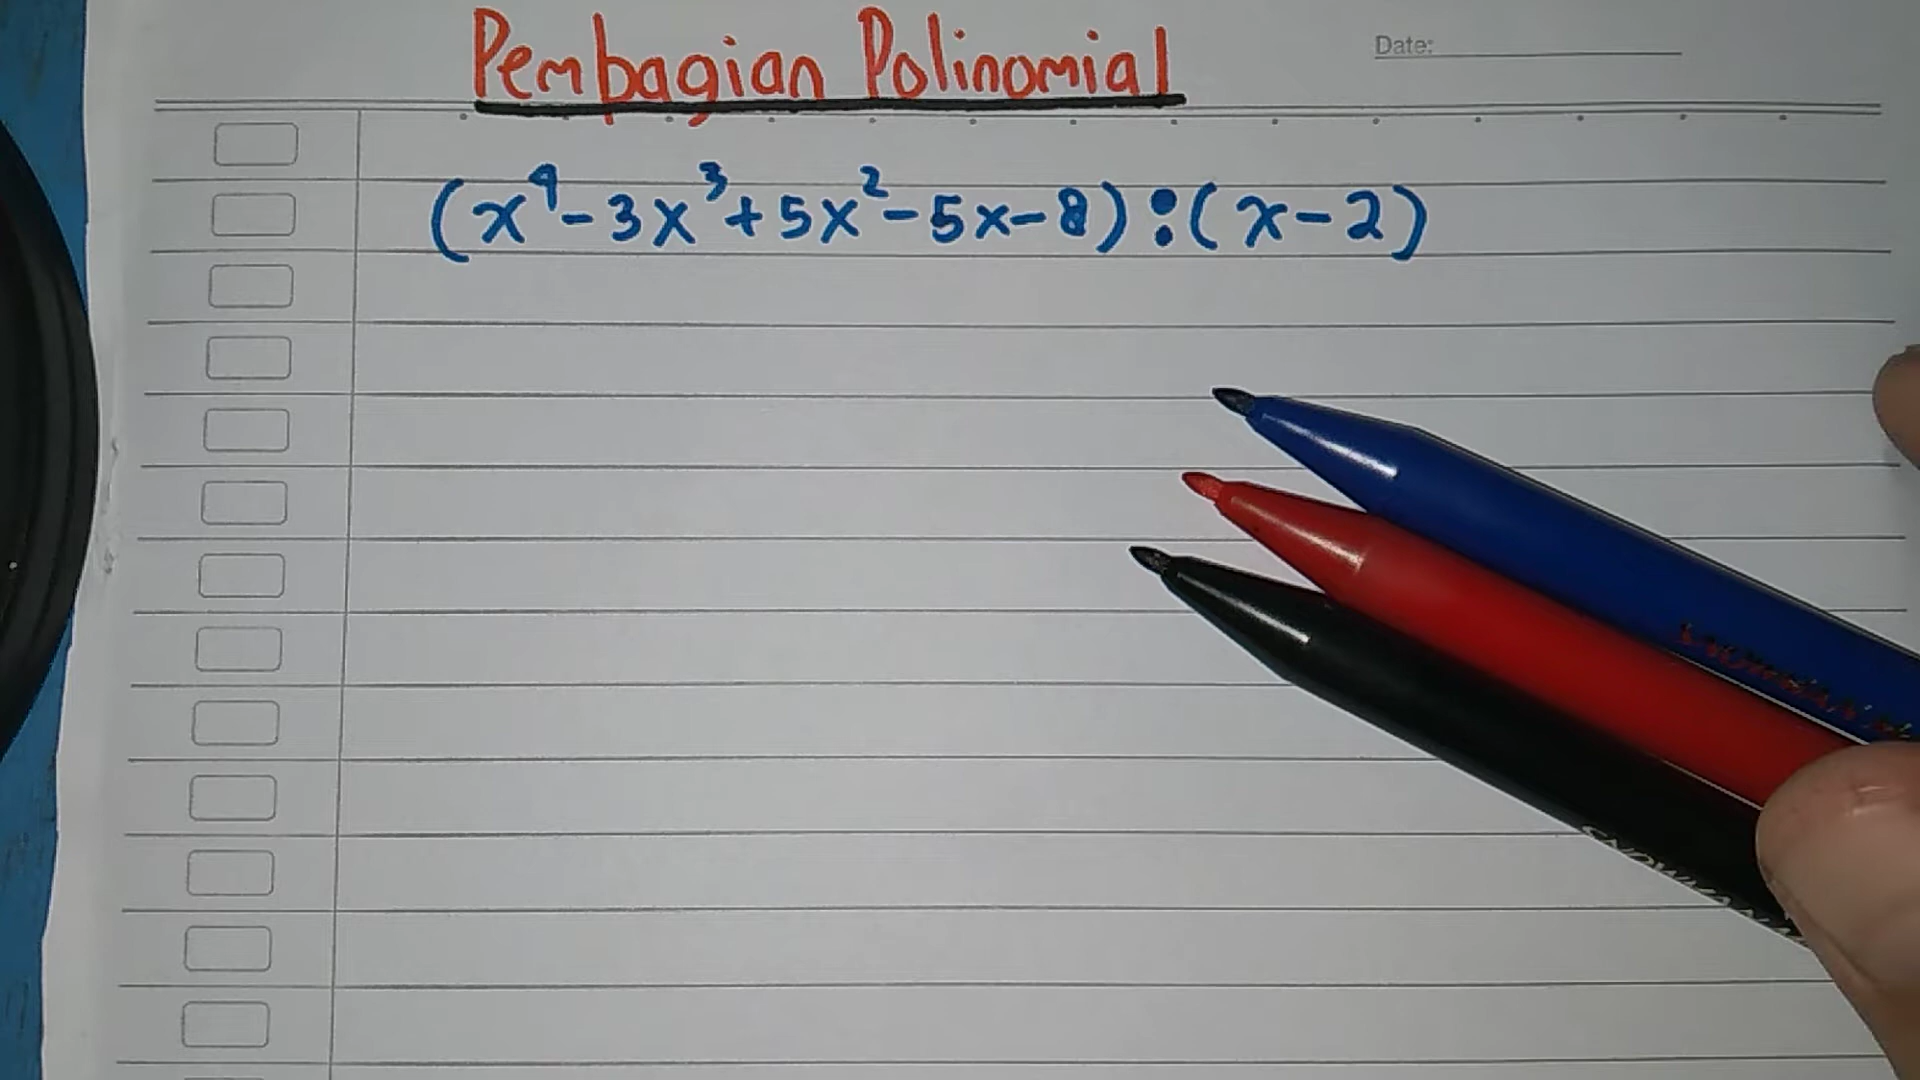 Pembagian Polinomial
Date:
(x⁴-3x³+5x²-5x-8):(x-2)